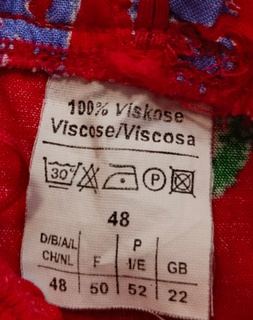 100% Viskose
Viscose/Viscosa
30° P
48
D/B/A/L CH/NL F P I/E GB
48 50 52 22